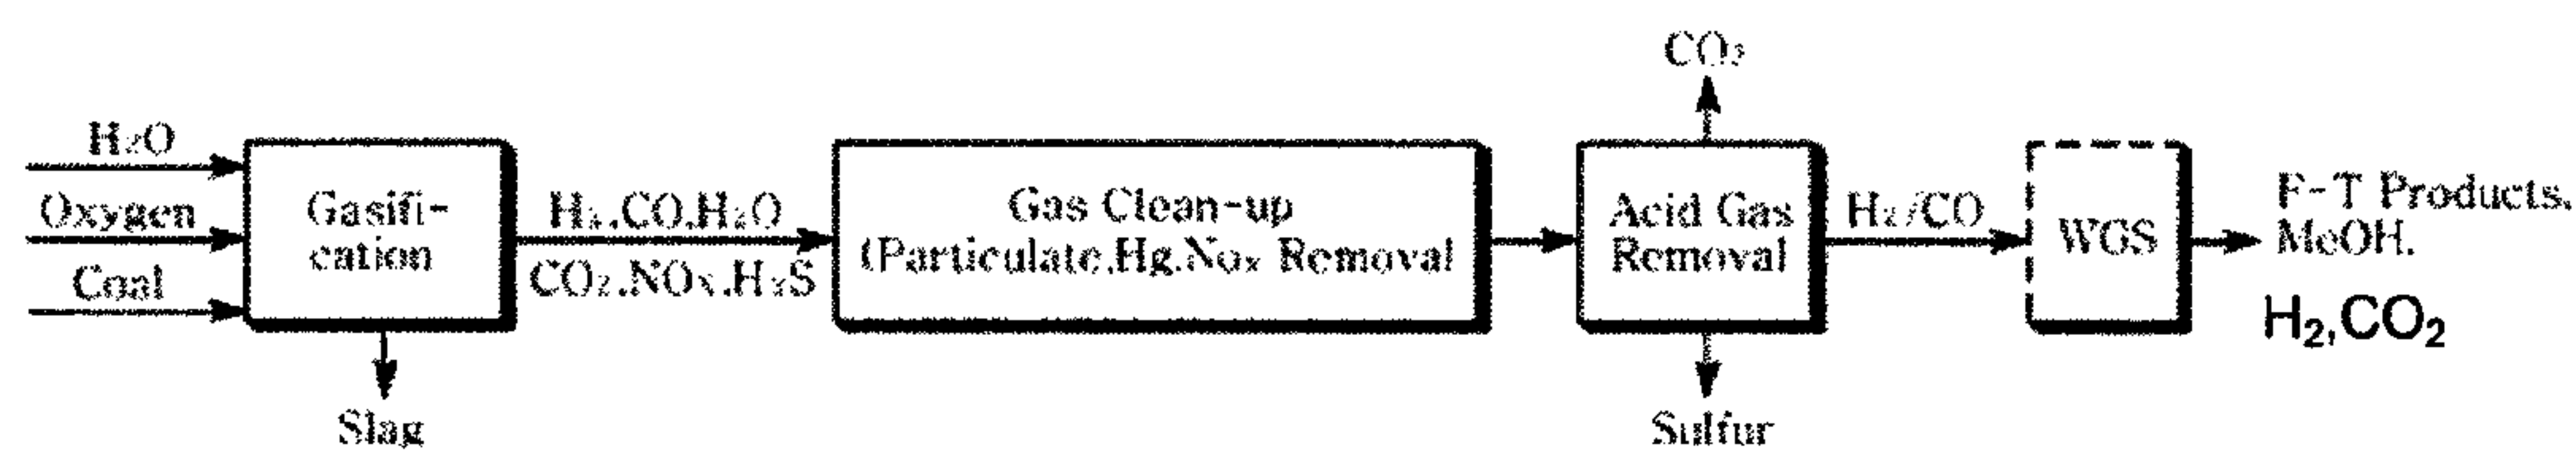 H₂O
Oxygen
Coal
Gasifi-
cation
Slag
H₂.CO.H₂O
CO₂.NOx.H₂S
Gas Clean-up
(Particulate.Hg.Noₓ Removal
CO₂
Acid Gas
Removal
Sulfur
H₂/CO
WGS
F-T Products.
MeOH.
H₂,CO₂